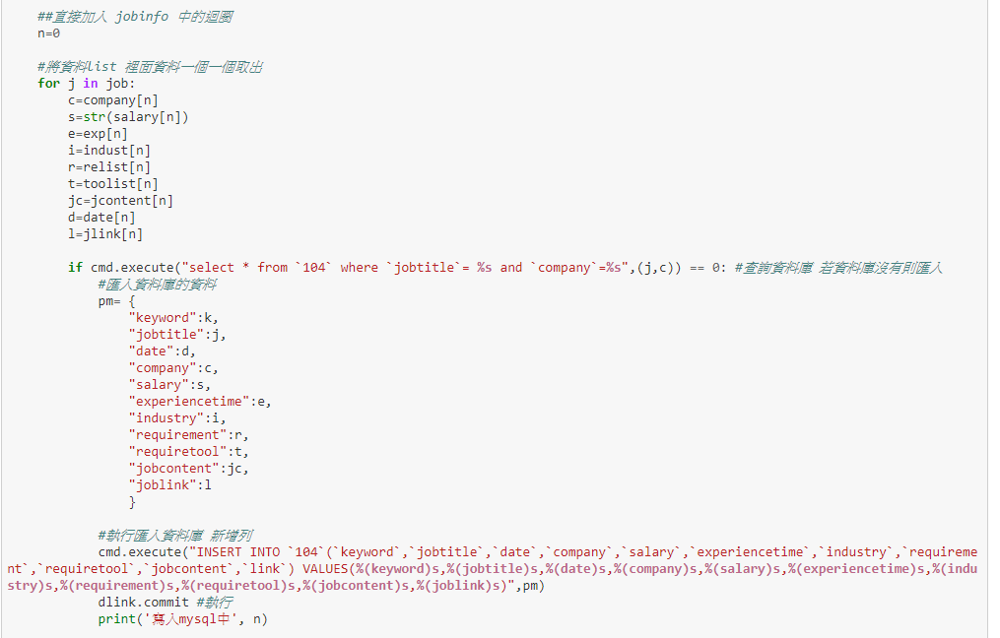 ##直接加入 jobinfo 中的迴圈
n=0
#將資料list 裡面資料一個一個取出
for j in job:
c=company[n]
s=str(salary[n])
e=exp[n]
i=indust[n]
r=relist[n]
t=toolist[n]
jc=jcontent[n]
d=date[n]
l=jlink[n]
if cmd.execute("select * from `104` where `jobtitle`= %s and `company`=%s",(j,c)) == 0: #查詢資料庫 若資料庫沒有則匯入
#匯入資料庫的資料
pm= {
"keyword":k,
"jobtitle":j,
"date":d,
"company":c,
"salary":s,
"experiencetime":e,
"industry":i,
"requirement":r,
"requiretool":t,
"jobcontent":jc,
"joblink":l
}
#執行匯入資料庫 新增列
cmd.execute("INSERT INTO `104`(`keyword`,`jobtitle`,`date`,`company`,`salary`,`experiencetime`,`industry`,`requireme
nt`,`requiretool`,`jobcontent`,`link`) VALUES(%(keyword)s,%(jobtitle)s,%(date)s,%(company)s,%(salary)s,%(experiencetime)s,%(indu
stry)s,%(requirement)s,%(requiretool)s,%(jobcontent)s,%(joblink)s)",pm)
dlink.commit #執行
print('寫入mysql中', n)